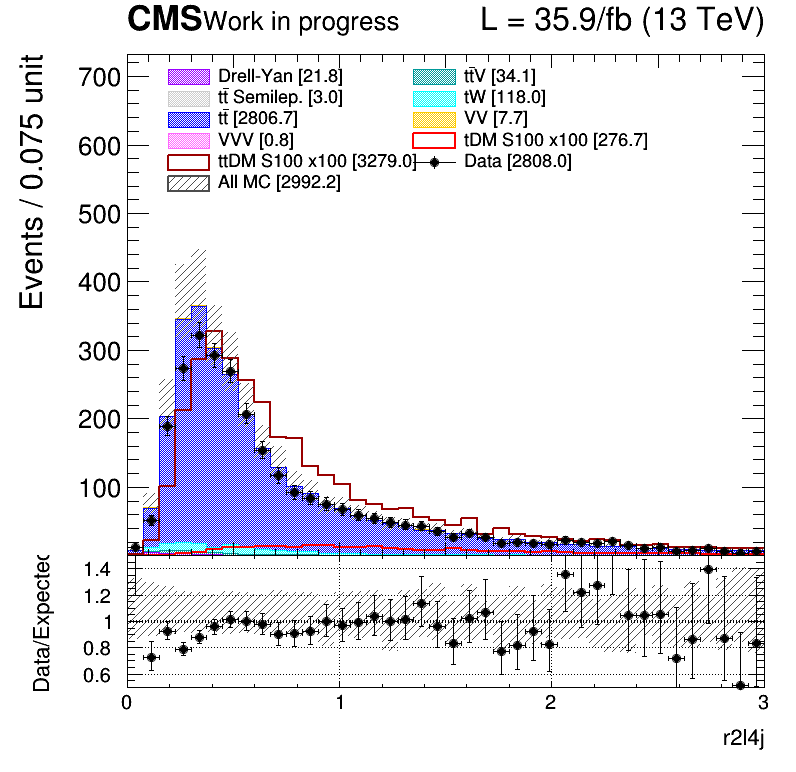 CMS Work in progress L = 35.9/fb (13 TeV)
Events / 0.075 unit
700
600
500
400
300
200
100
Drell-Yan [21.8]
tt̄ Semilep. [3.0]
tt̄ [2806.7]
VVV [0.8]
ttDM S100 x100 [3279.0]
All MC [2992.2]
tt̄V [34.1]
tW [118.0]
VV [7.7]
tDM S100 x100 [276.7]
Data [2808.0]
Data/Expected
1.4
1.2
1
0.8
0.6
0 1 2 3
r2l4j